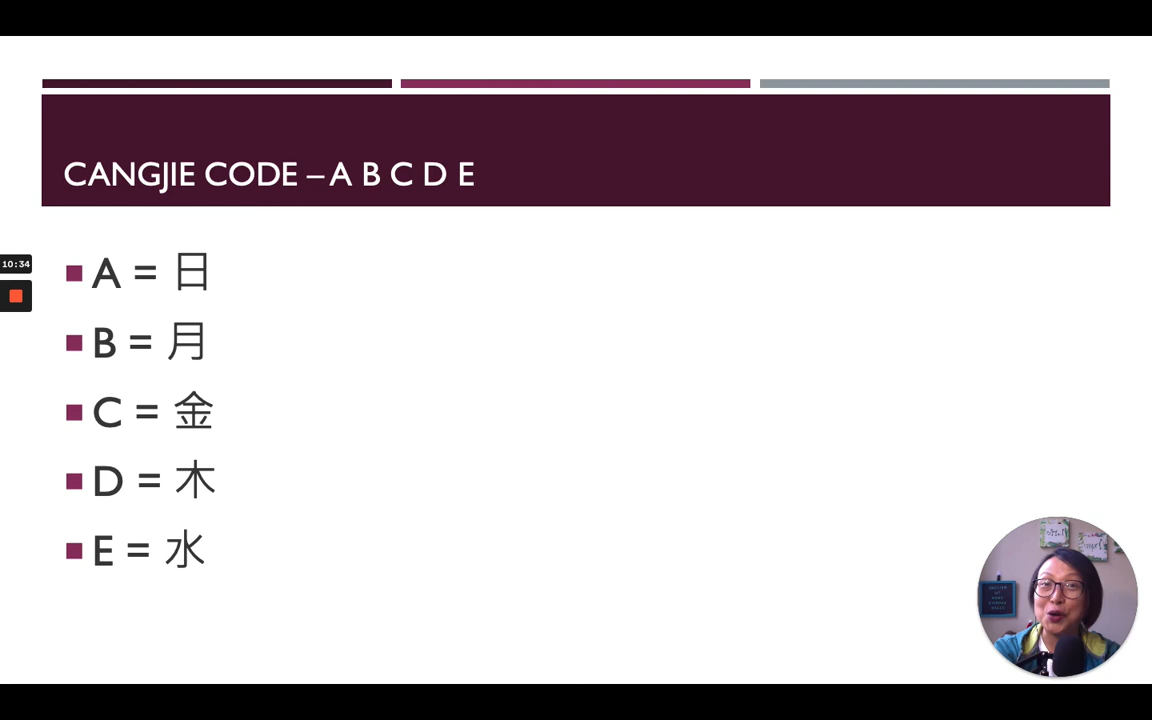 CANGJIE CODE – A B C D E
A = 日
B = 月
10:34
C = 金
D = 木
E = 水